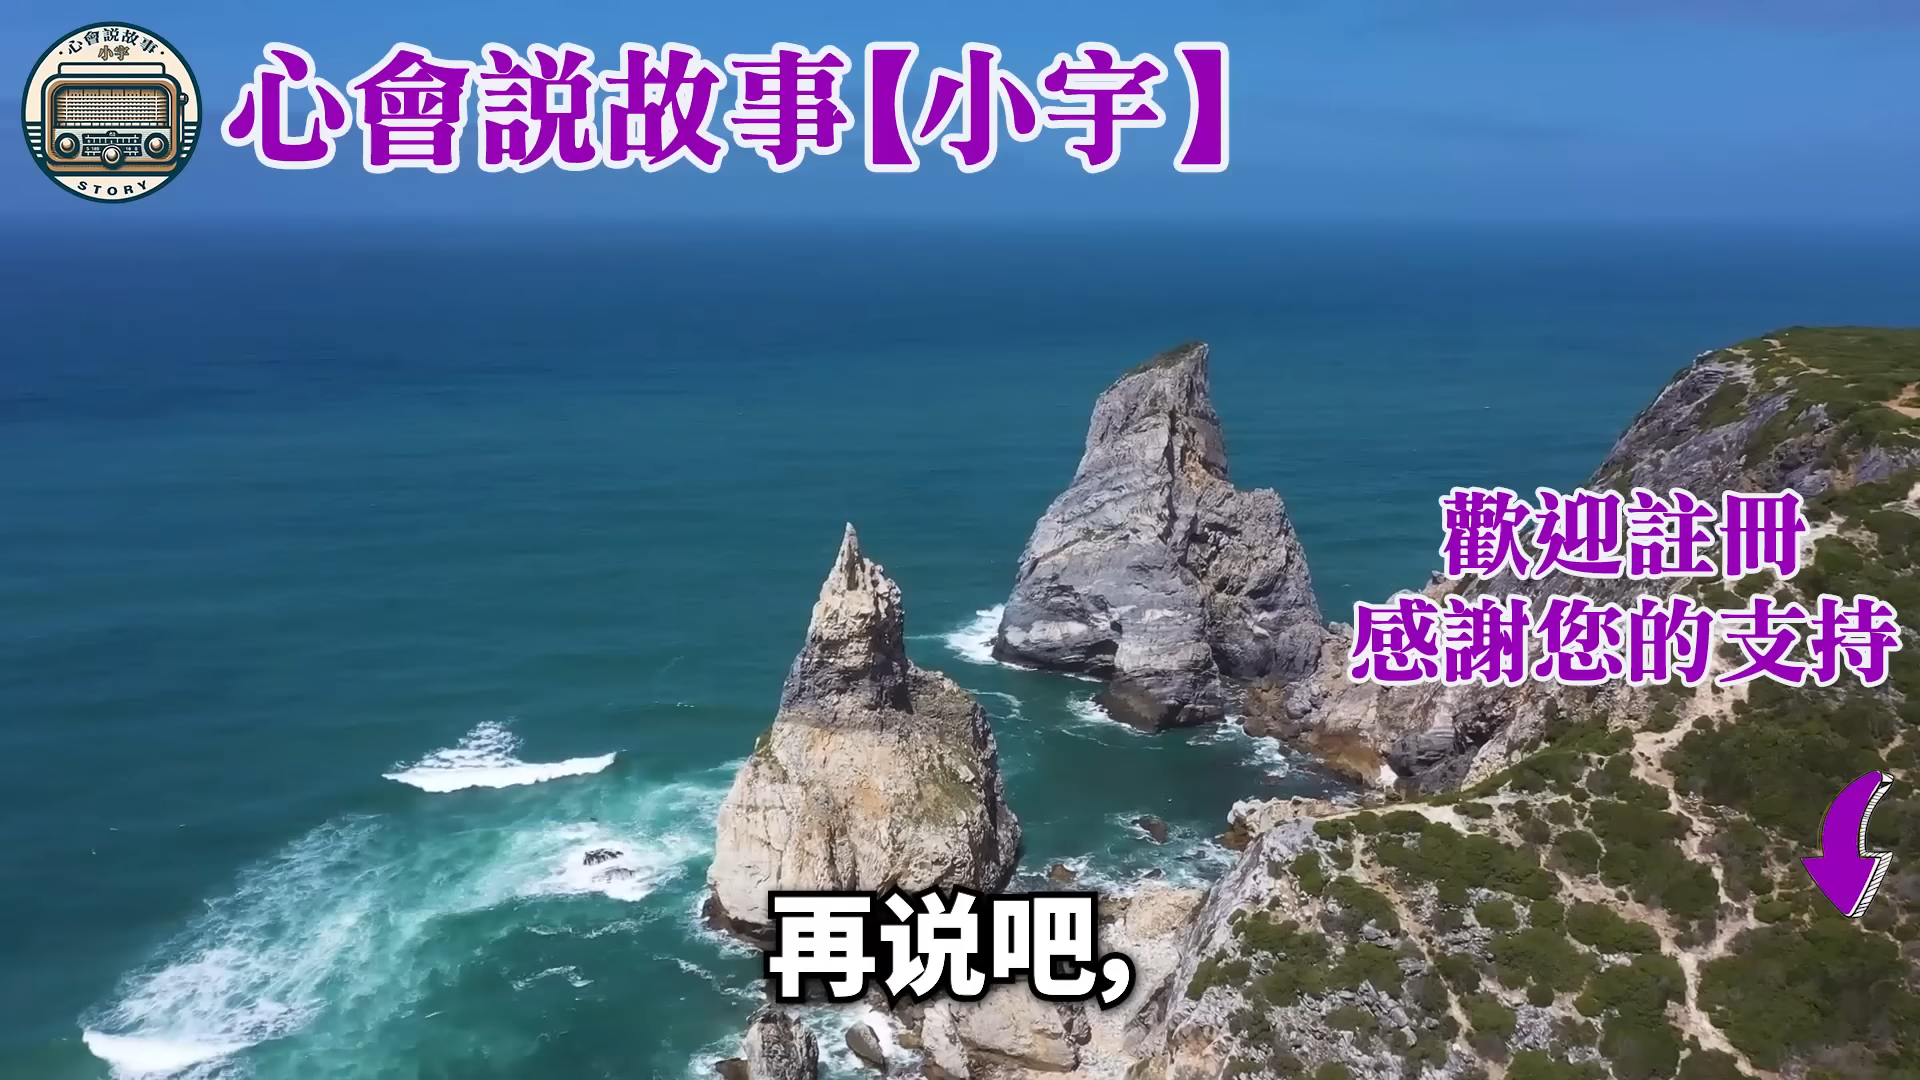 ·心會説故事·
小宇
STORY
心會説故事【小宇】
歡迎註冊
感謝您的支持
再说吧,